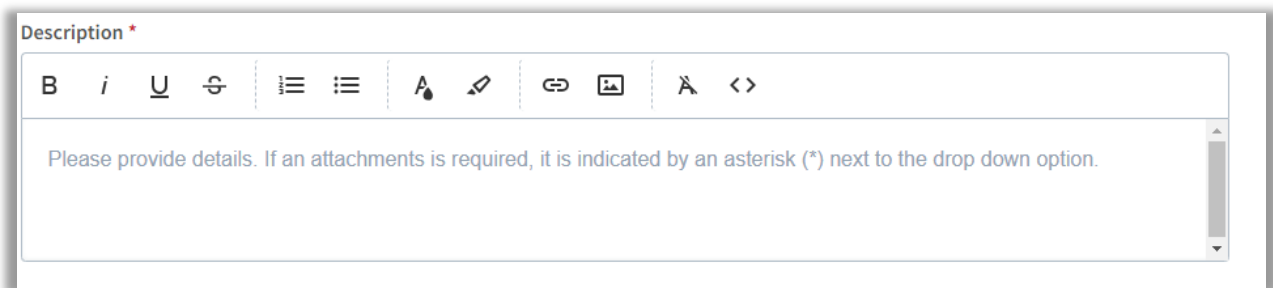 Description *
B i U S
Please provide details. If an attachments is required, it is indicated by an asterisk (*) next to the drop down option.